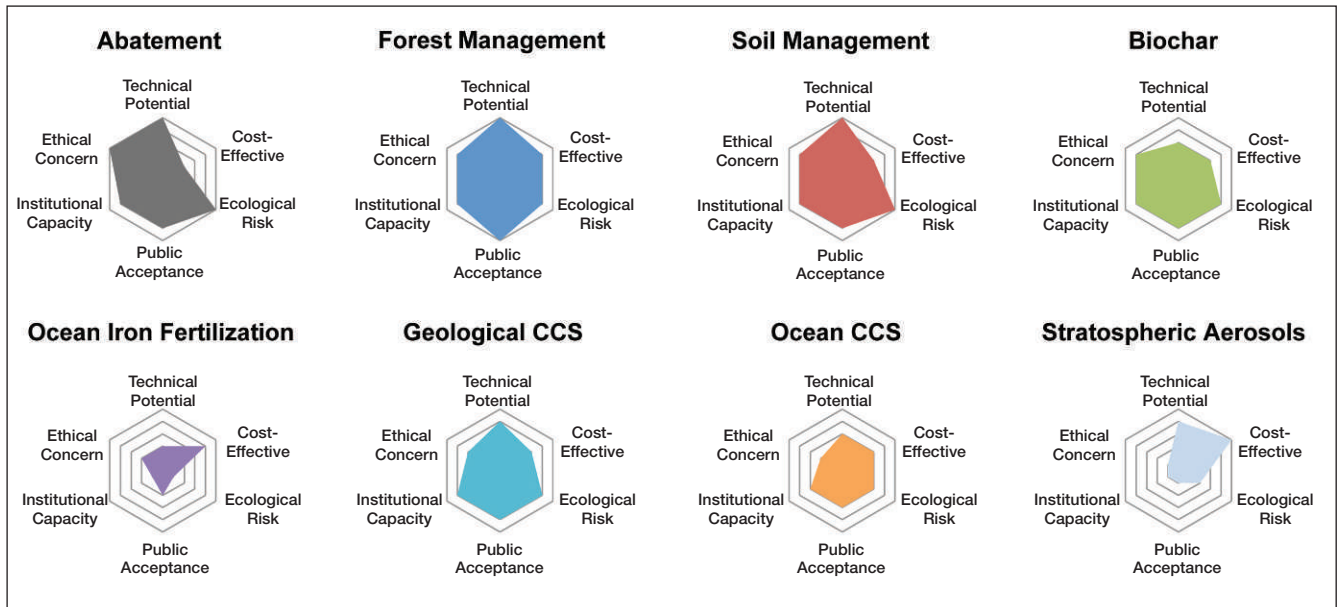 Abatement
Technical
Potential
Ethical
Concern
Cost-
Effective
Institutional
Capacity
Ecological
Risk
Public
Acceptance
Forest Management
Technical
Potential
Ethical
Concern
Cost-
Effective
Institutional
Capacity
Ecological
Risk
Public
Acceptance
Soil Management
Technical
Potential
Ethical
Concern
Cost-
Effective
Institutional
Capacity
Ecological
Risk
Public
Acceptance
Biochar
Technical
Potential
Ethical
Concern
Cost-
Effective
Institutional
Capacity
Ecological
Risk
Public
Acceptance
Ocean Iron Fertilization
Technical
Potential
Ethical
Concern
Cost-
Effective
Institutional
Capacity
Ecological
Risk
Public
Acceptance
Geological CCS
Technical
Potential
Ethical
Concern
Cost-
Effective
Institutional
Capacity
Ecological
Risk
Public
Acceptance
Ocean CCS
Technical
Potential
Ethical
Concern
Cost-
Effective
Institutional
Capacity
Ecological
Risk
Public
Acceptance
Stratospheric Aerosols
Technical
Potential
Ethical
Concern
Cost-
Effective
Institutional
Capacity
Ecological
Risk
Public
Acceptance